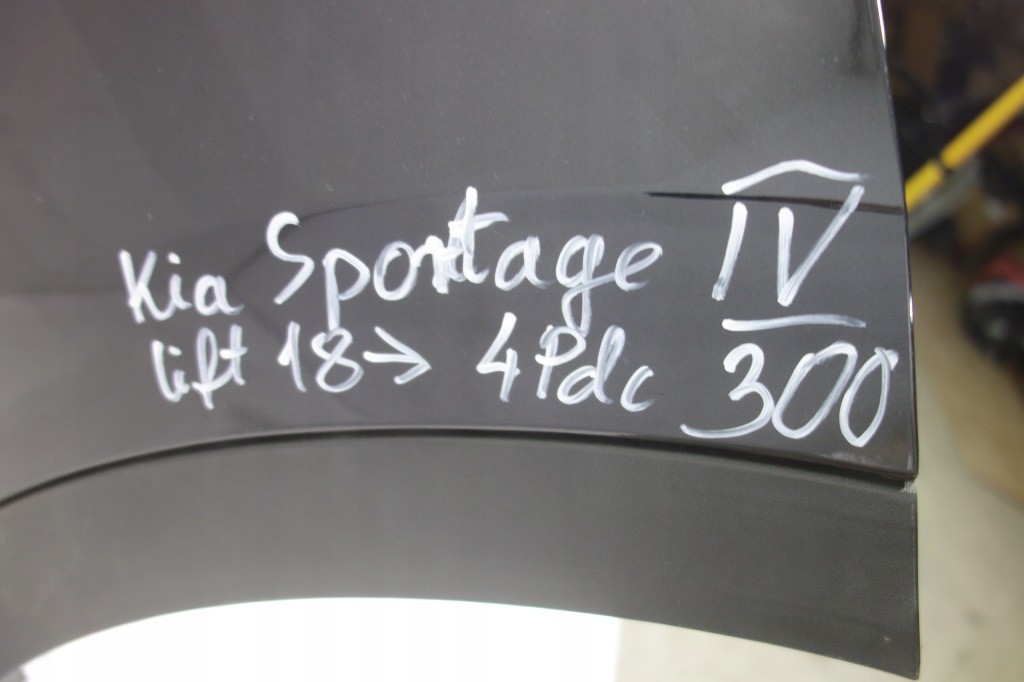 Kia Sportage IV
lift 18→ 4Pdc 300